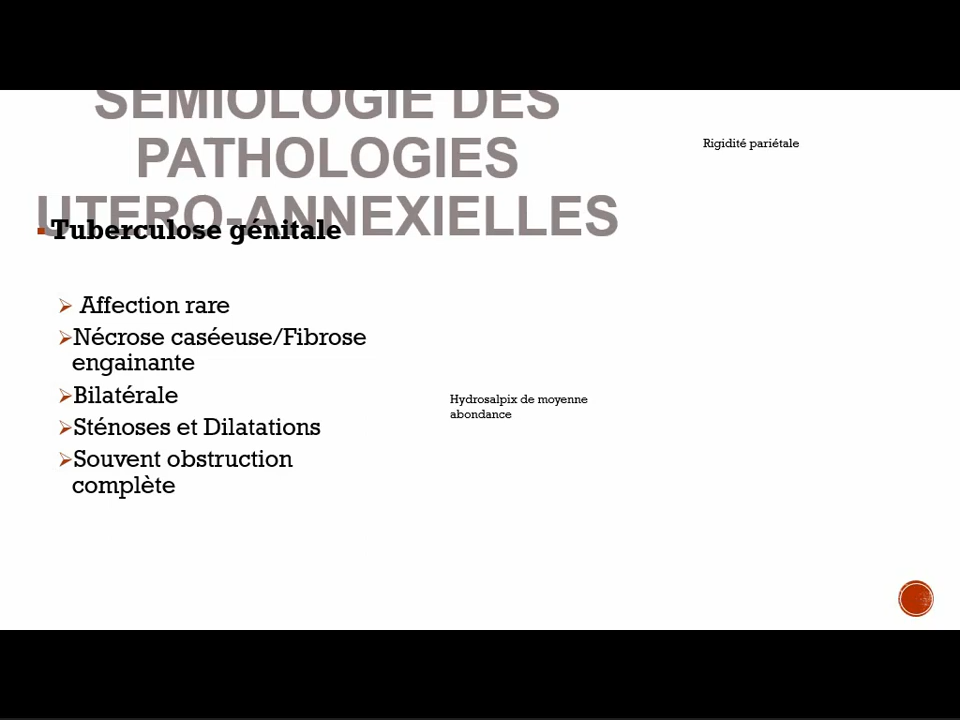 SEMIOLOGIE DES
PATHOLOGIES
UTERO-ANNEXIELLES
Rigidité pariétale
▪ Tuberculose génitale
➢ Affection rare
➢Nécrose caséeuse/Fibrose
engainante
➢Bilatérale
➢Sténoses et Dilatations
➢Souvent obstruction
complète
Hydrosalpix de moyenne
abondance